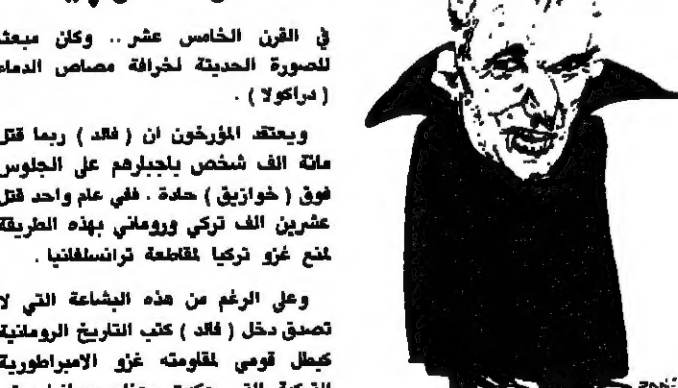 في القرن الخامس عشر .. وكان مبعث
للصورة الحديثة لخرافة مصاص الدماء
( دراكولا ) .
ويعتقد المؤرخون ان ( فلاد ) ربما قتل
مائة الف شخص باجبارهم على الجلوس
فوق ( خوازيق ) حادة . ففي عام واحد قتل
عشرين الف تركي وروماني بهذه الطريقة
لمنع غزو تركيا لمقاطعة ترانسلفانيا .
وعلى الرغم من هذه البشاعة التي لا
تصدق دخل ( فلاد ) كتب التاريخ الرومانية
كبطل قومي لمقاومته غزو الامبراطورية